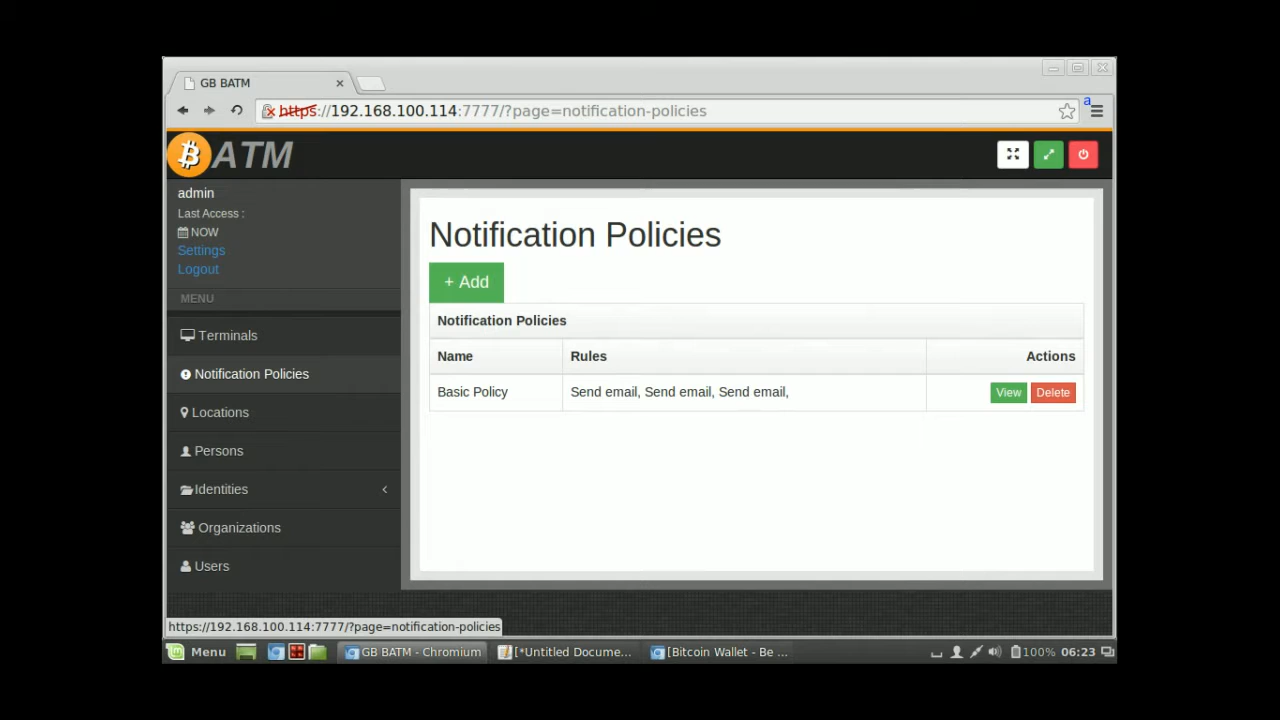 GB BATM
https://192.168.100.114:7777/?page=notification-policies
a
ATM
admin
Last Access :
NOW
Settings
Logout
MENU
Terminals
Notification Policies
Locations
Persons
Identities
Organizations
Users
Notification Policies
+ Add
Notification Policies
Name Rules Actions
Basic Policy Send email, Send email, Send email, View Delete
https://192.168.100.114:7777/?page=notification-policies
Menu GB BATM - Chromium [*Untitled Docume... [Bitcoin Wallet - Be ... 100% 06:23